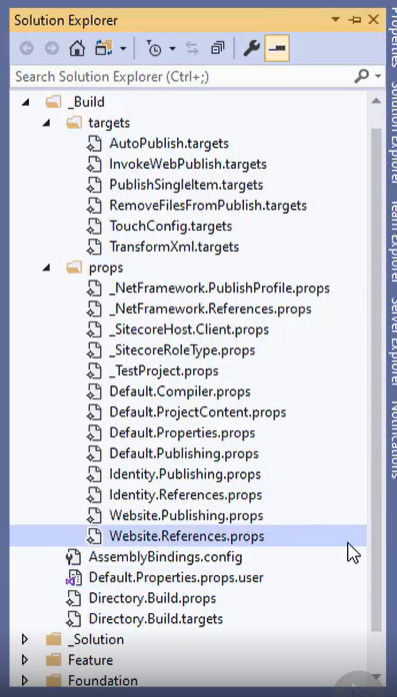 Solution Explorer
Search Solution Explorer (Ctrl+;)
_Build
targets
AutoPublish.targets
InvokeWebPublish.targets
PublishSingleItem.targets
RemoveFilesFromPublish.targets
TouchConfig.targets
TransformXml.targets
props
_NetFramework.PublishProfile.props
_NetFramework.References.props
_SitecoreHost.Client.props
_SitecoreRoleType.props
_TestProject.props
Default.Compiler.props
Default.ProjectContent.props
Default.Properties.props
Default.Publishing.props
Identity.Publishing.props
Identity.References.props
Website.Publishing.props
Website.References.props
AssemblyBindings.config
Default.Properties.props.user
Directory.Build.props
Directory.Build.targets
_Solution
Feature
Foundation
Properties
Solution Explorer
Team Explorer
Server Explorer
Notifications